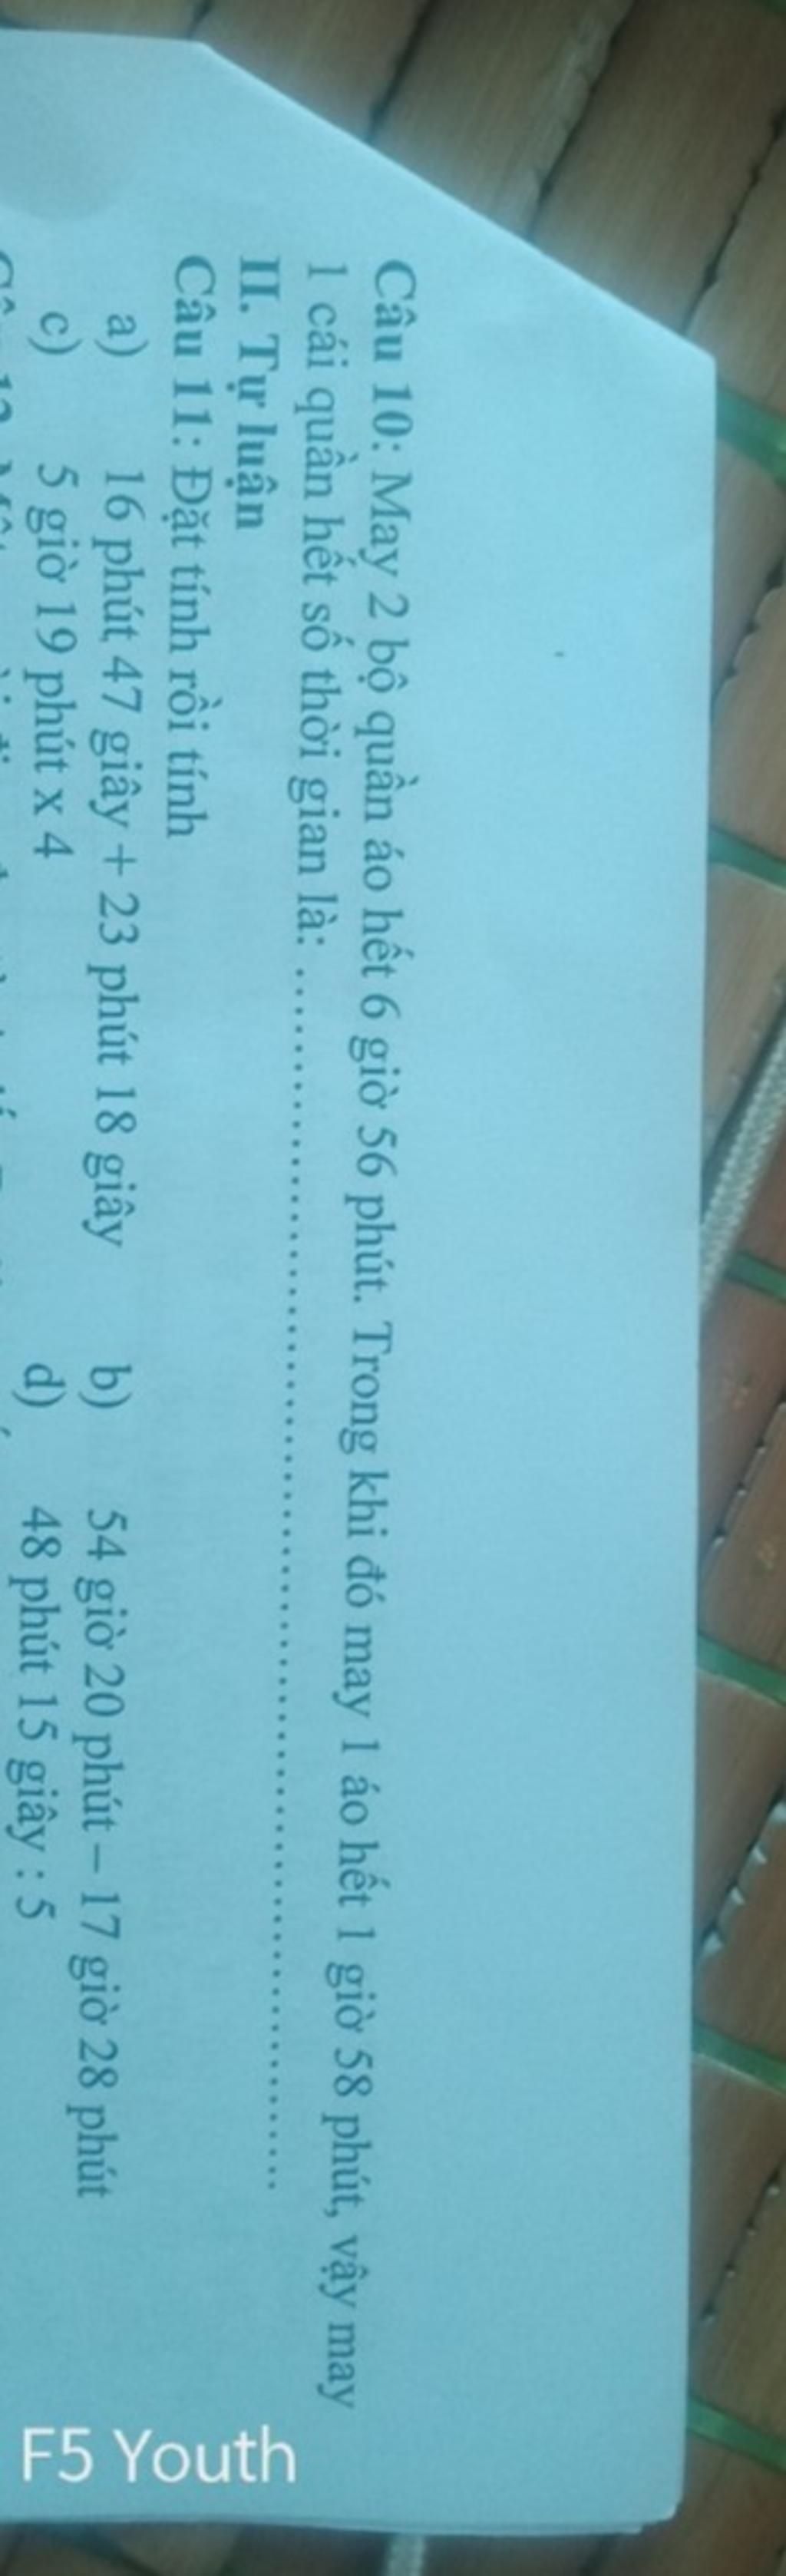 Câu 10: May 2 bộ quần áo hết 6 giờ 56 phút. Trong khi đó may 1 áo hết 1 giờ 58 phút, vậy may
1 cái quần hết số thời gian là: ........................................................................
II. Tự luận
Câu 11: Đặt tính rồi tính
a) 16 phút 47 giây + 23 phút 18 giây b) 54 giờ 20 phút – 17 giờ 28 phút
c) 5 giờ 19 phút x 4 d) 48 phút 15 giây : 5
F5 Youth